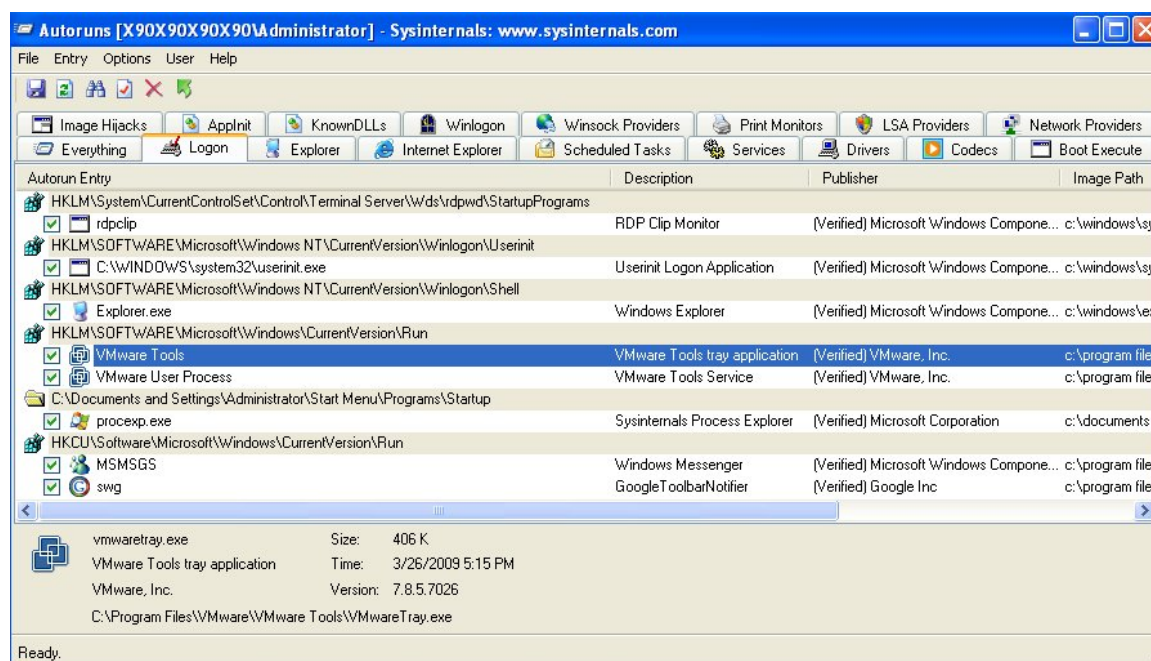 Autoruns [X90X90X90X90\Administrator] - Sysinternals: www.sysinternals.com
File Entry Options User Help
Image Hijacks AppInit KnownDLLs Winlogon Winsock Providers Print Monitors LSA Providers Network Providers
Everything Logon Explorer Internet Explorer Scheduled Tasks Services Drivers Codecs Boot Execute
Autorun Entry Description Publisher Image Path
HKLM\System\CurrentControlSet\Control\Terminal Server\Wds\rdpwd\StartupPrograms
rdpclip RDP Clip Monitor (Verified) Microsoft Windows Compone... c:\windows\sy
HKLM\SOFTWARE\Microsoft\Windows NT\CurrentVersion\Winlogon\Userinit
C:\WINDOWS\system32\userinit.exe Userinit Logon Application (Verified) Microsoft Windows Compone... c:\windows\sy
HKLM\SOFTWARE\Microsoft\Windows NT\CurrentVersion\Winlogon\Shell
Explorer.exe Windows Explorer (Verified) Microsoft Windows Compone... c:\windows\e
HKLM\SOFTWARE\Microsoft\Windows\CurrentVersion\Run
VMware Tools VMware Tools tray application (Verified) VMware, Inc. c:\program file
VMware User Process VMware Tools Service (Verified) VMware, Inc. c:\program file
C:\Documents and Settings\Administrator\Start Menu\Programs\Startup
procexp.exe Sysinternals Process Explorer (Verified) Microsoft Corporation c:\documents
HKCU\Software\Microsoft\Windows\CurrentVersion\Run
MSMSGS Windows Messenger (Verified) Microsoft Windows Compone... c:\program file
swg GoogleToolbarNotifier (Verified) Google Inc c:\program file
vmwaretray.exe Size: 406 K
VMware Tools tray application Time: 3/26/2009 5:15 PM
VMware, Inc. Version: 7.8.5.7026
C:\Program Files\VMware\VMware Tools\VMwareTray.exe
Ready.